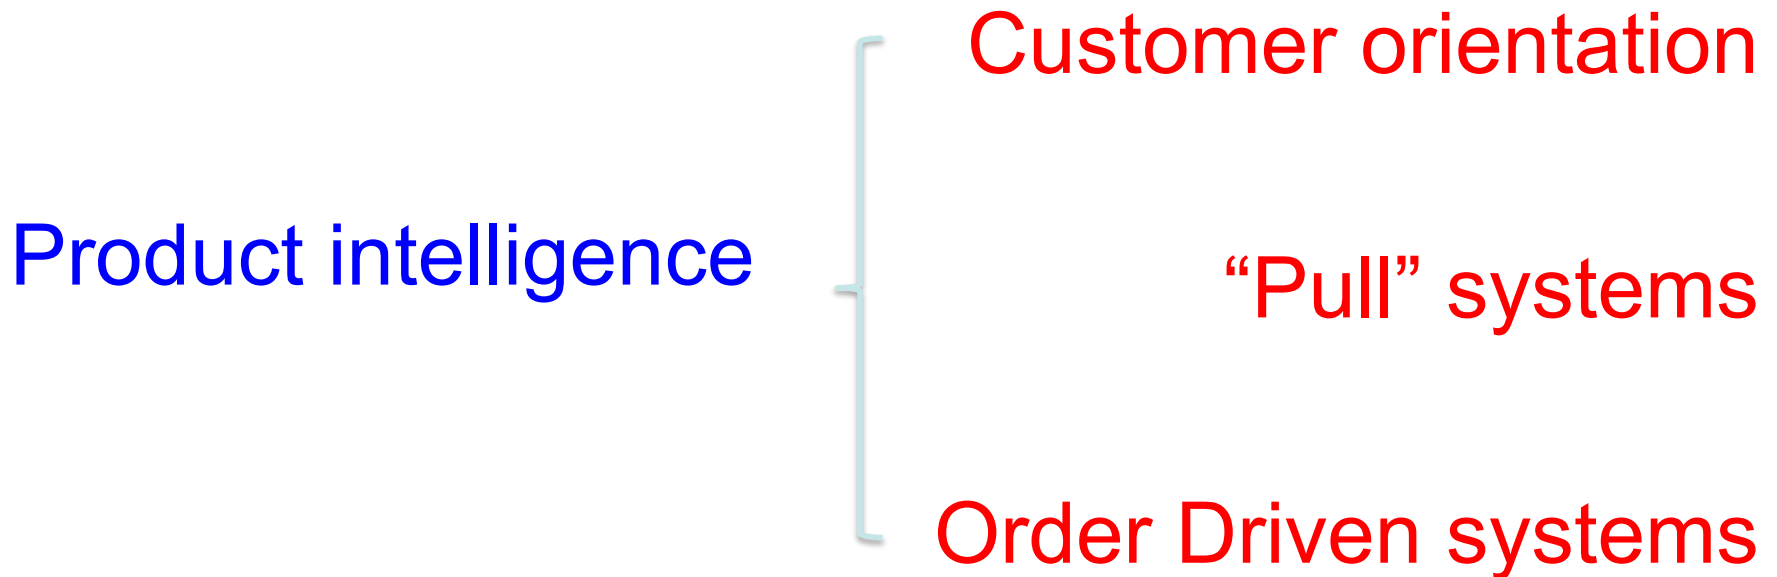 Customer orientation
Product intelligence
“Pull” systems
Order Driven systems